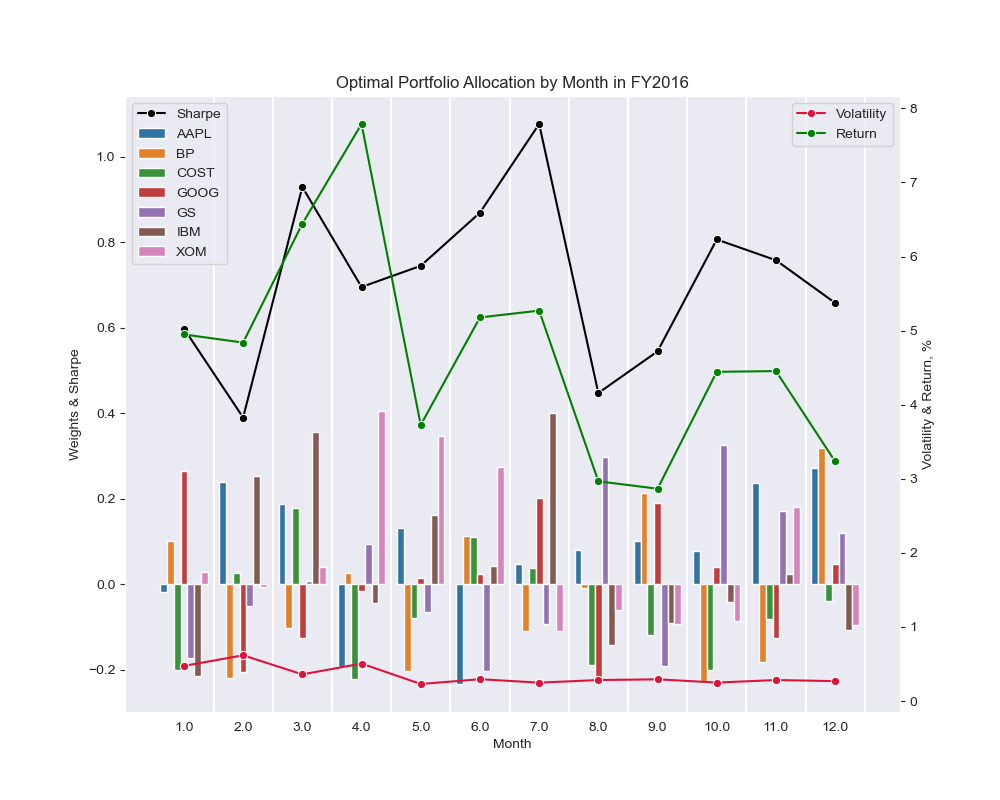 Optimal Portfolio Allocation by Month in FY2016
Sharpe
AAPL
BP
COST
GOOG
GS
IBM
XOM
Volatility
Return
Weights & Sharpe
1.0
0.8
0.6
0.4
0.2
0.0
−0.2
Volatility & Return, %
8
7
6
5
4
3
2
1
0
1.0 2.0 3.0 4.0 5.0 6.0 7.0 8.0 9.0 10.0 11.0 12.0
Month